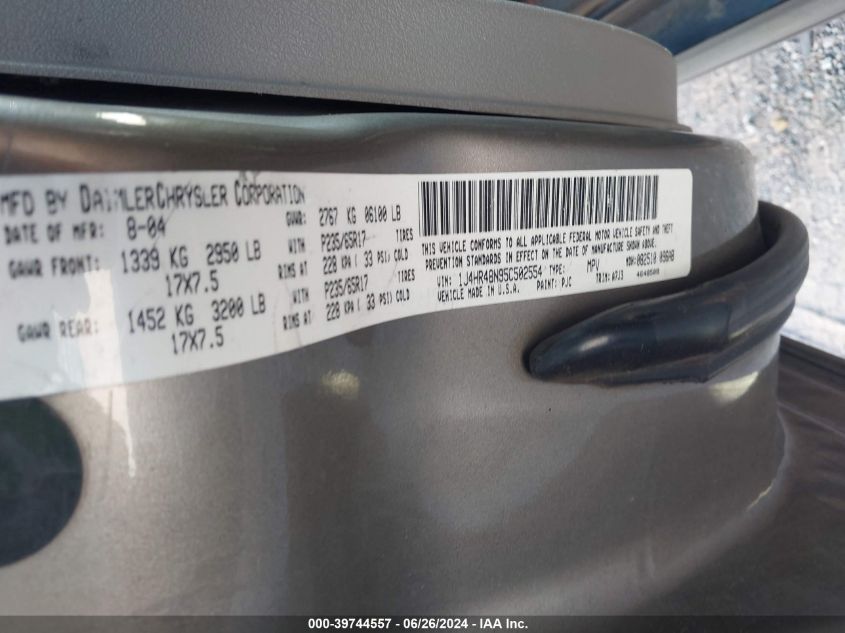 MFD BY DAIMLERCHRYSLER CORPORATION
DATE OF MFR: 8-04 GVWR: 2767 KG 06100 LB
GAWR FRONT: 1339 KG 2950 LB WITH P235/65R17 TIRES
17X7.5 RIMS AT 228 KPA ( 33 PSI) COLD
GAWR REAR: 1452 KG 3200 LB WITH P235/65R17 TIRES
17X7.5 RIMS AT 228 KPA ( 33 PSI) COLD
THIS VEHICLE CONFORMS TO ALL APPLICABLE FEDERAL MOTOR VEHICLE SAFETY AND THEFT
PREVENTION STANDARDS IN EFFECT ON THE DATE OF MANUFACTURE SHOWN ABOVE.
VIN: 1J4HR48N95C502554 TYPE: MPV MDH: 082510
VEHICLE MADE IN U.S.A. PAINT: PJC TRIM:
000-39744557 / 06/26/2024 - IAA Inc.